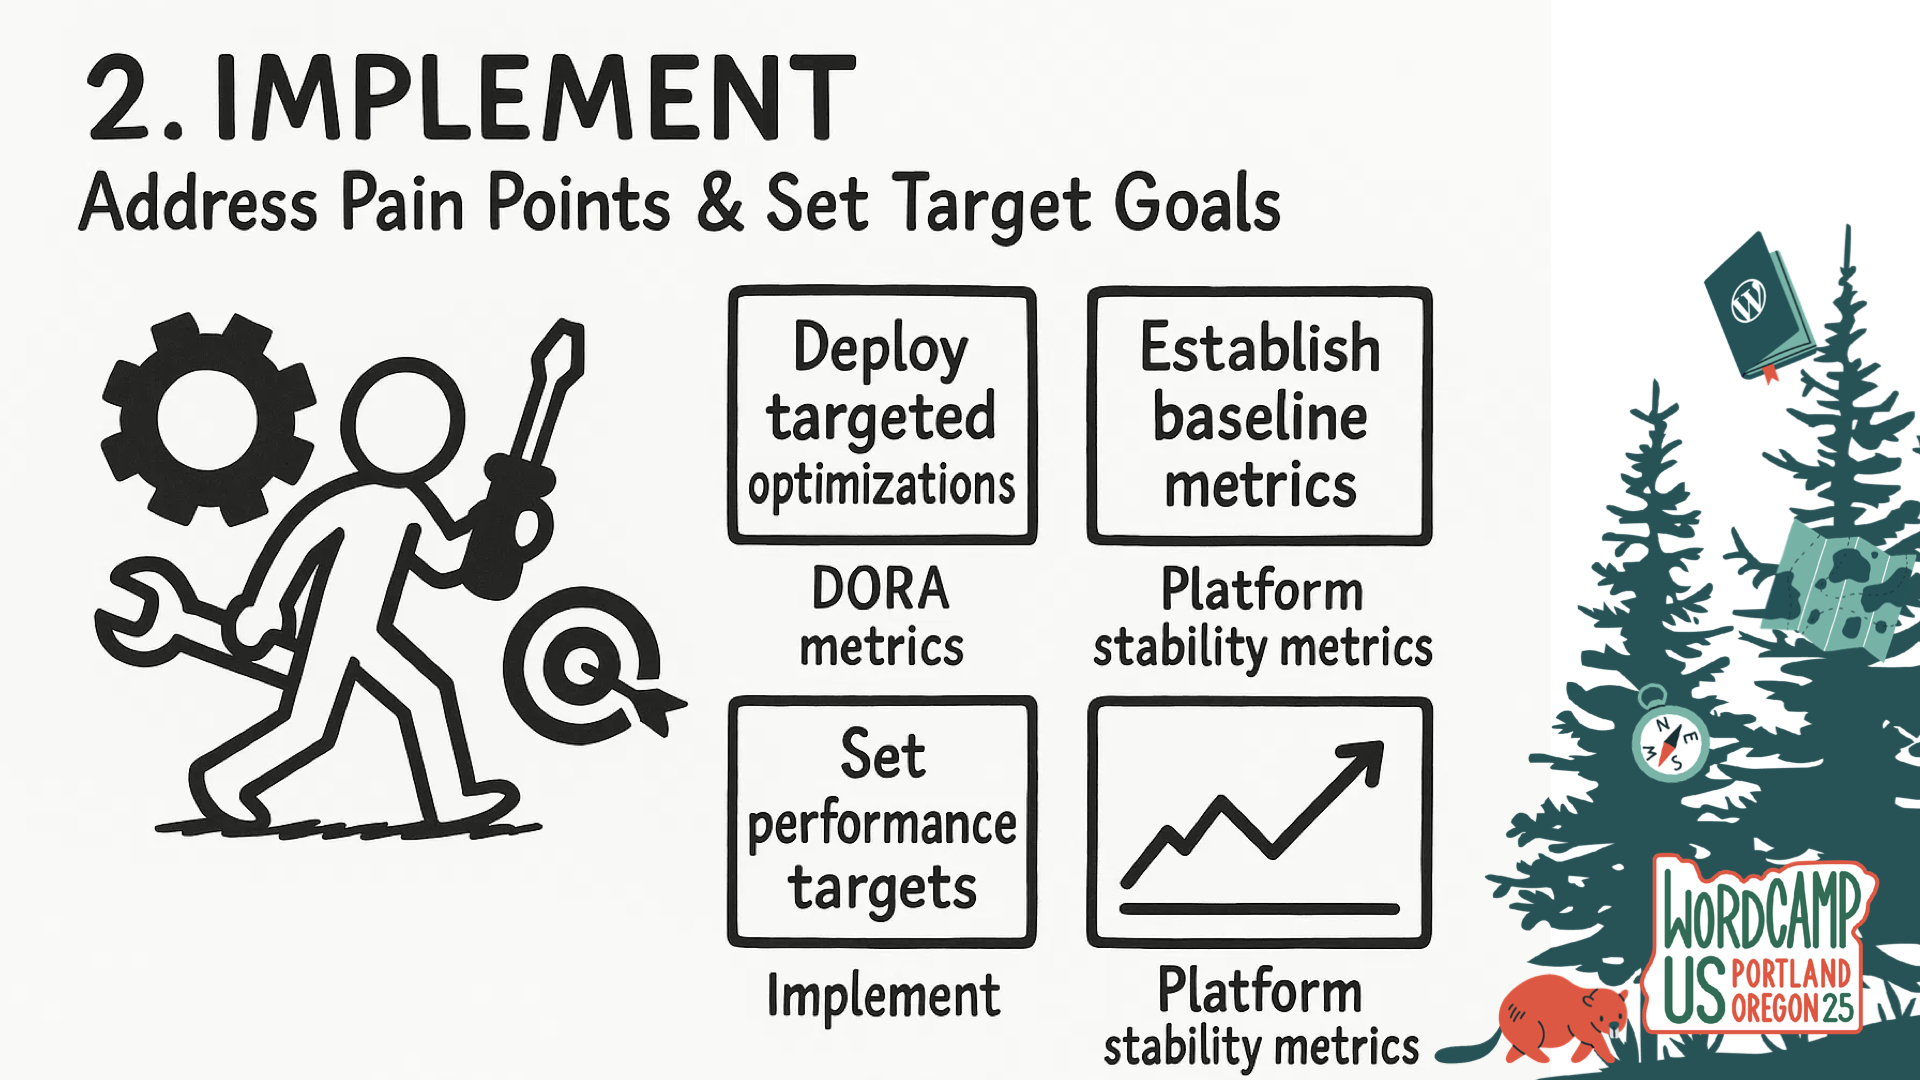 2. IMPLEMENT
Address Pain Points & Set Target Goals
Deploy
targeted
optimizations
DORA
metrics
Establish
baseline
metrics
Platform
stability metrics
Set
performance
targets
Implement
Platform
stability metrics
W
N
E
S
W
WORDCAMP
US PORTLAND
OREGON 25